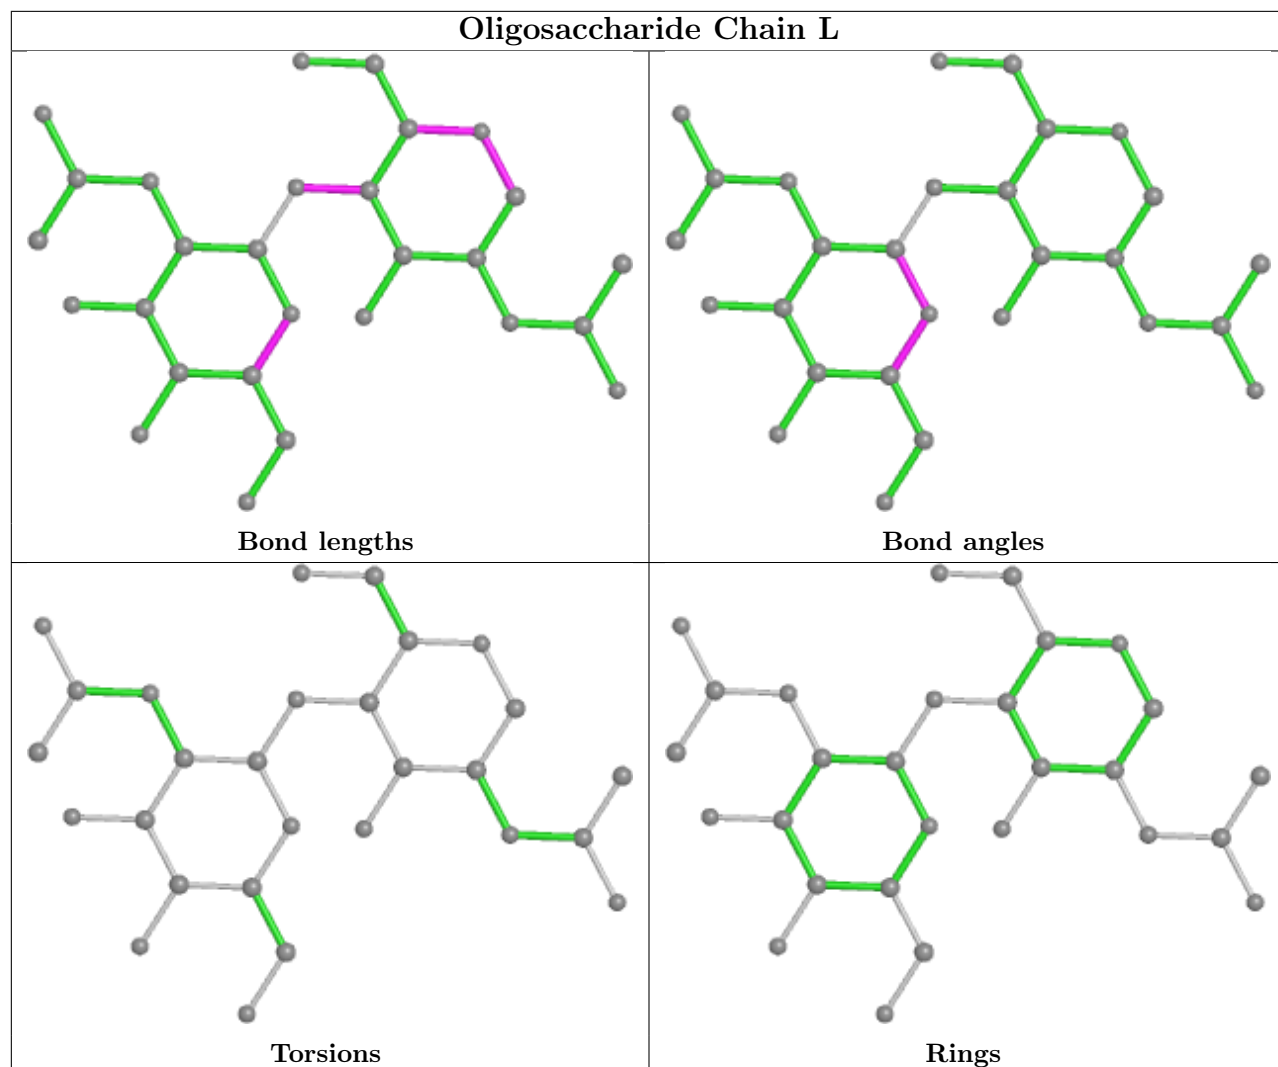 Oligosaccharide Chain L
Bond lengths
Bond angles
Torsions
Rings